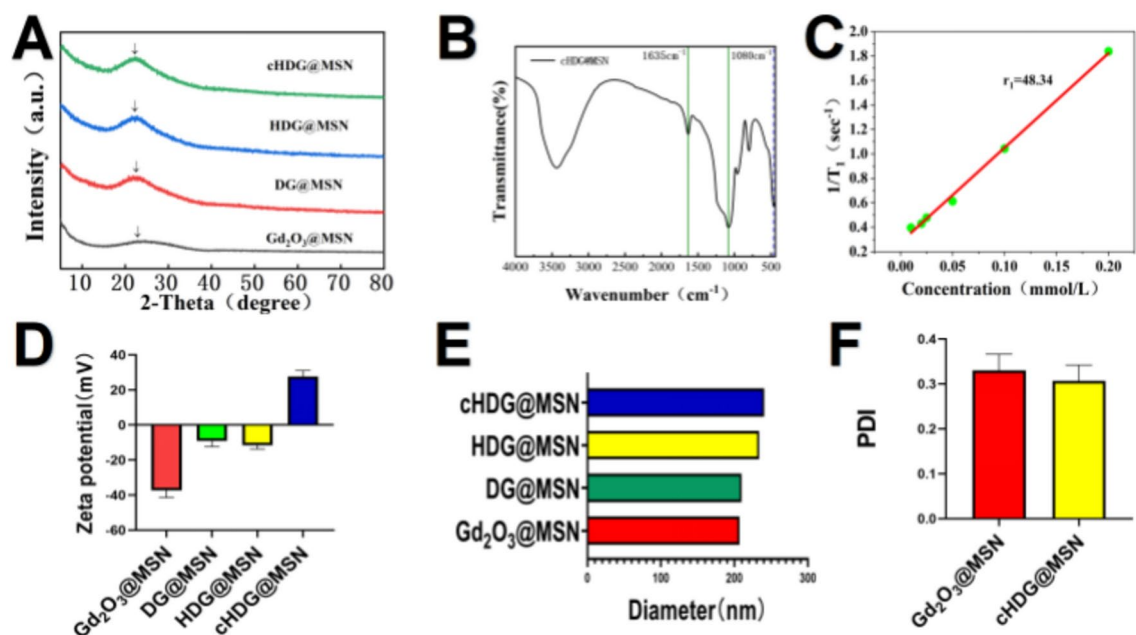 A
Intensity（a.u.）
cHDG@MSN
HDG@MSN
DG@MSN
Gd₂O₃@MSN
10 20 30 40 50 60 70 80
2-Theta（degree）
B
Transmittance(%)
cHDG@MSN
1635cm⁻¹
1080cm⁻¹
4000 3500 3000 2500 2000 1500 1000 500
Wavenumber（cm⁻¹）
C
1/T₁（sec⁻¹）
2.0
1.8
1.6
1.4
1.2
1.0
0.8
0.6
0.4
0.2
r₁=48.34
0.00 0.05 0.10 0.15 0.20
Concentration（mmol/L）
D
Zeta potential(mV)
40
20
0
-20
-40
-60
Gd₂O₃@MSN
DG@MSN
HDG@MSN
cHDG@MSN
E
cHDG@MSN
HDG@MSN
DG@MSN
Gd₂O₃@MSN
0 100 200 300
Diameter(nm)
F
PDI
0.4
0.3
0.2
0.1
0.0
Gd₂O₃@MSN
cHDG@MSN